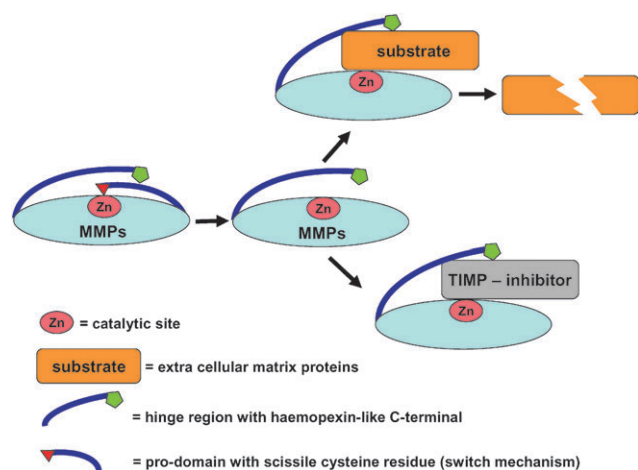 substrate
Zn
Zn
MMPs
Zn
MMPs
TIMP – inhibitor
Zn
Zn = catalytic site
substrate = extra cellular matrix proteins
= hinge region with haemopexin-like C-terminal
= pro-domain with scissile cysteine residue (switch mechanism)